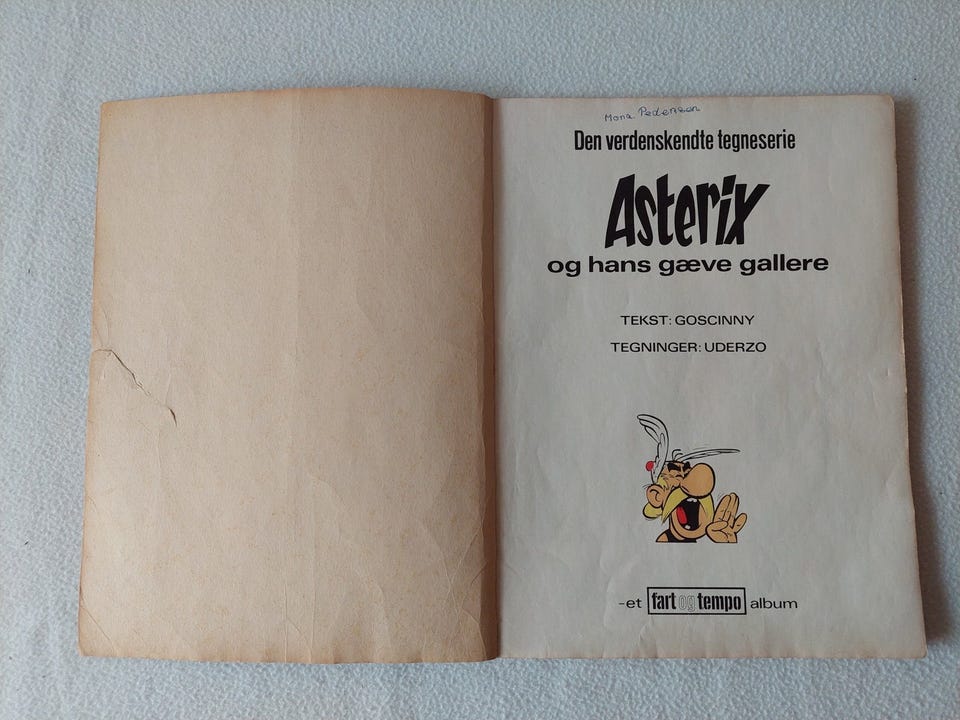 Mona Pedersen
Den verdenskendte tegneserie
Asterix
og hans gæve gallere
TEKST: GOSCINNY
TEGNINGER: UDERZO
-et fart og tempo album